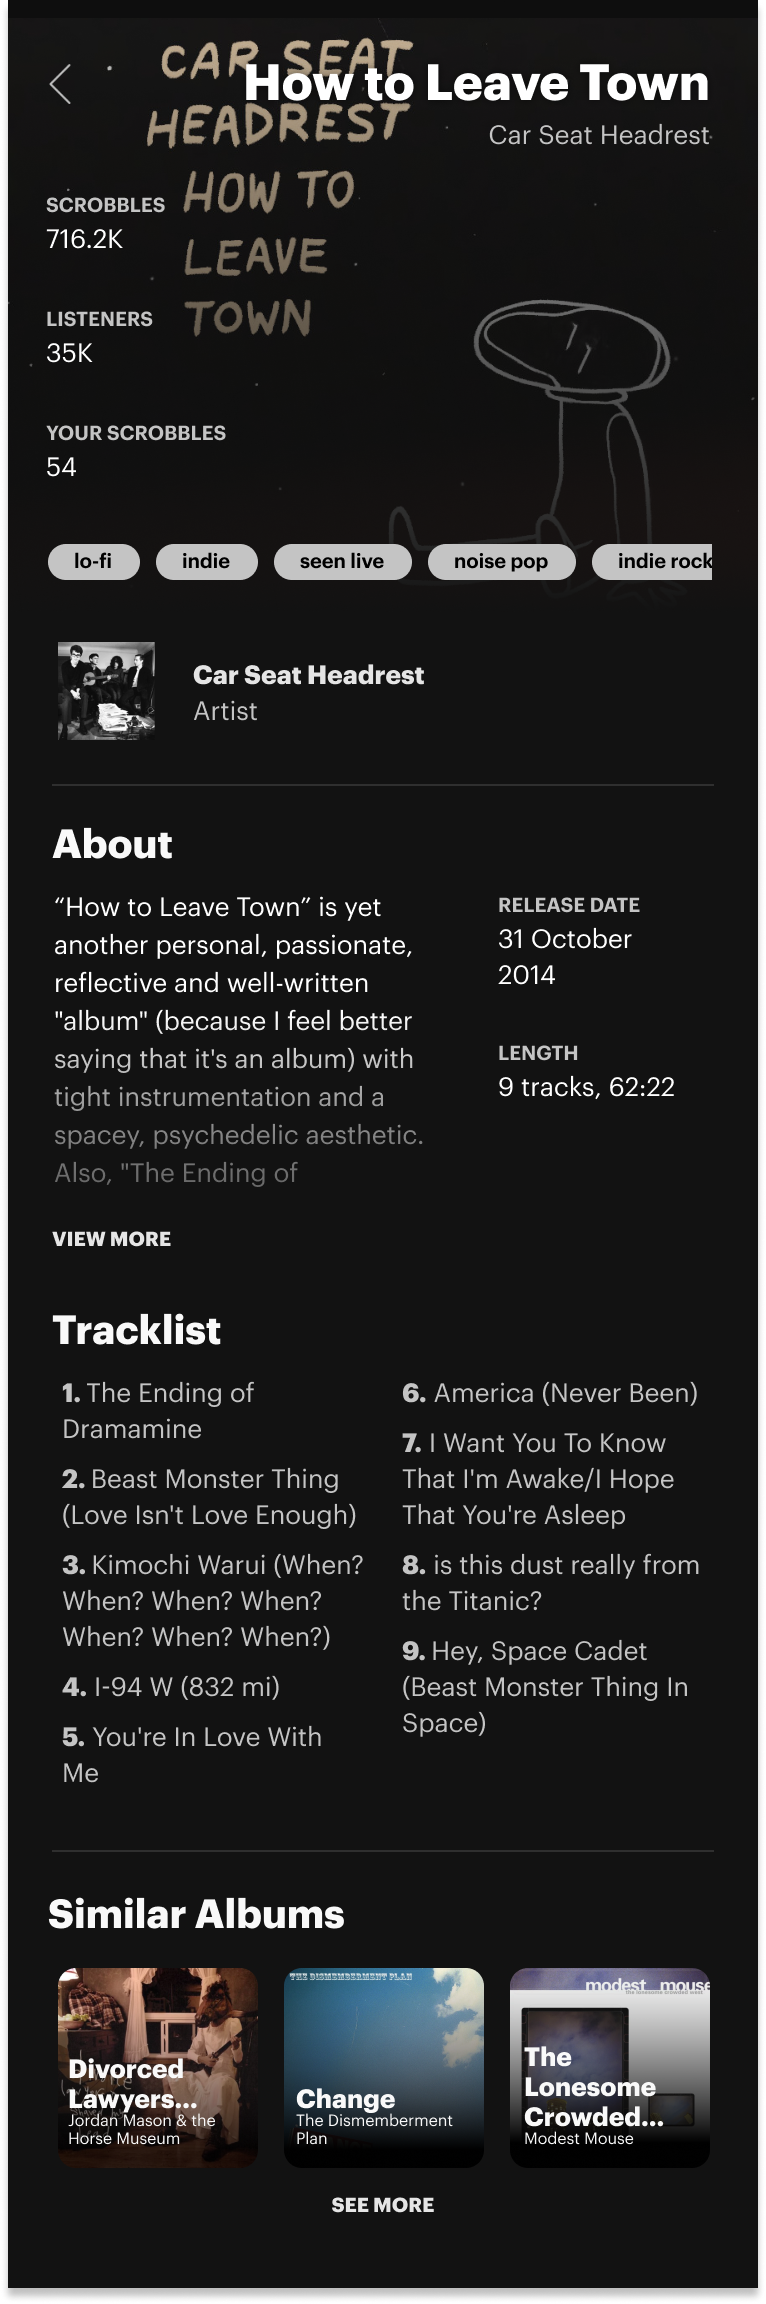 CAR SEAT
HEADREST
HOW TO
LEAVE
TOWN
How to Leave Town
Car Seat Headrest
SCROBBLES
716.2K
LISTENERS
35K
YOUR SCROBBLES
54
lo-fi
indie
seen live
noise pop
indie rock
Car Seat Headrest
Artist
About
“How to Leave Town” is yet
another personal, passionate,
reflective and well-written
"album" (because I feel better
saying that it's an album) with
tight instrumentation and a
spacey, psychedelic aesthetic.
Also, "The Ending of
RELEASE DATE
31 October
2014
LENGTH
9 tracks, 62:22
VIEW MORE
Tracklist
1. The Ending of
Dramamine
2. Beast Monster Thing
(Love Isn't Love Enough)
3. Kimochi Warui (When?
When? When? When?
When? When? When?)
4. I-94 W (832 mi)
5. You're In Love With
Me
6. America (Never Been)
7. I Want You To Know
That I'm Awake/I Hope
That You're Asleep
8. is this dust really from
the Titanic?
9. Hey, Space Cadet
(Beast Monster Thing In
Space)
Similar Albums
Divorced
Lawyers...
Jordan Mason & the
Horse Museum
THE DISMEMBERMENT PLAN
Change
The Dismemberment
Plan
modest mouse
the lonesome crowded west
The
Lonesome
Crowded...
Modest Mouse
SEE MORE